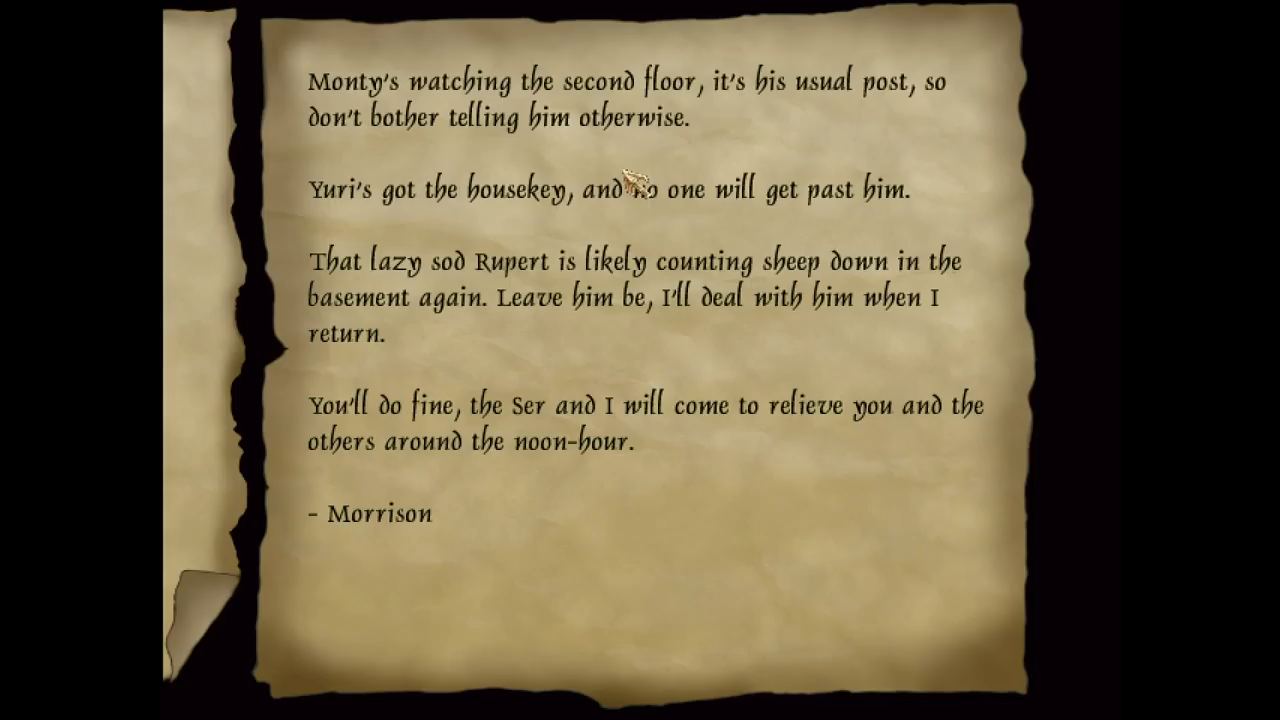 Monty's watching the second floor, it's his usual post, so
don't bother telling him otherwise.
Yuri's got the housekey, and no one will get past him.
That lazy sod Rupert is likely counting sheep down in the
basement again. Leave him be, I'll deal with him when I
return.
You'll do fine, the Ser and I will come to relieve you and the
others around the noon-hour.
- Morrison